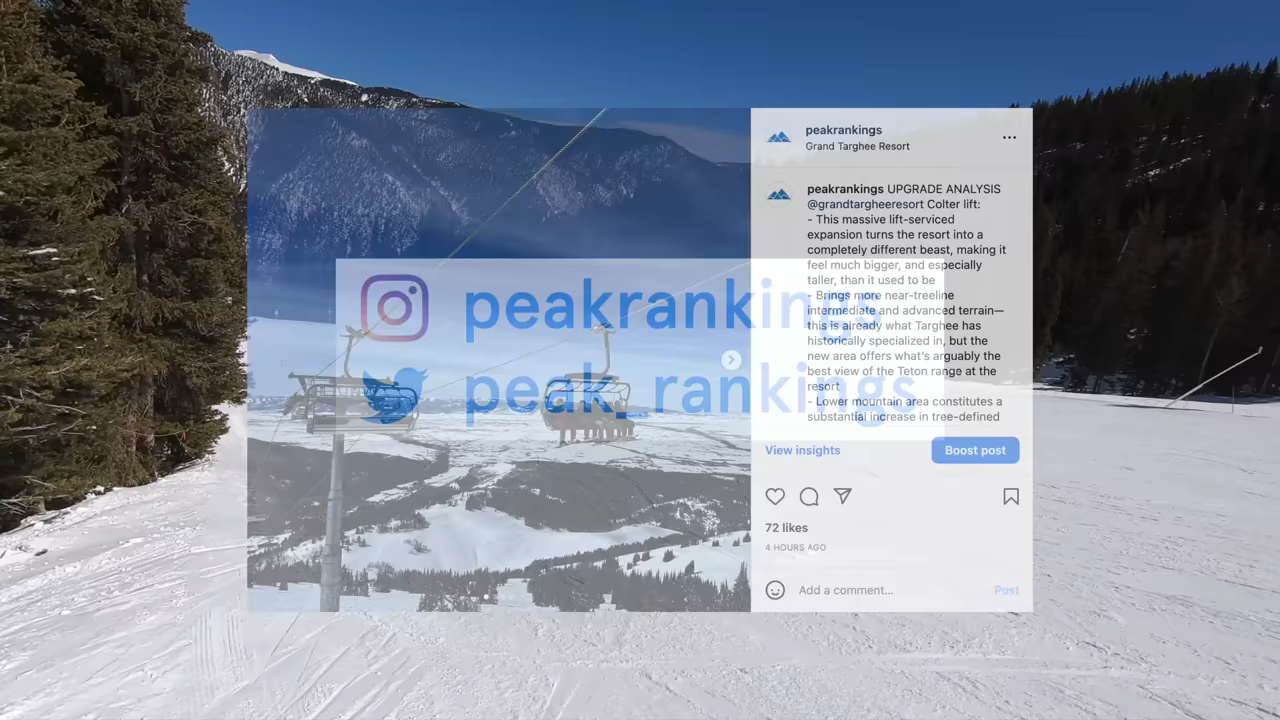 peakrankings
Grand Targhee Resort
peakrankings UPGRADE ANALYSIS
@grandtargheeresort Colter lift:
- This massive lift-serviced
expansion turns the resort into a
completely different beast, making it
feel much bigger, and especially
taller, than it used to be
- Brings more near-treeline
intermediate and advanced terrain—
this is already what Targhee has
historically specialized in, but the
new area offers what's arguably the
best view of the Teton range at the
resort
- Lower mountain area constitutes a
substantial increase in tree-defined
peakrankings
peak_rankings
View insights
Boost post
72 likes
4 HOURS AGO
Add a comment...
Post